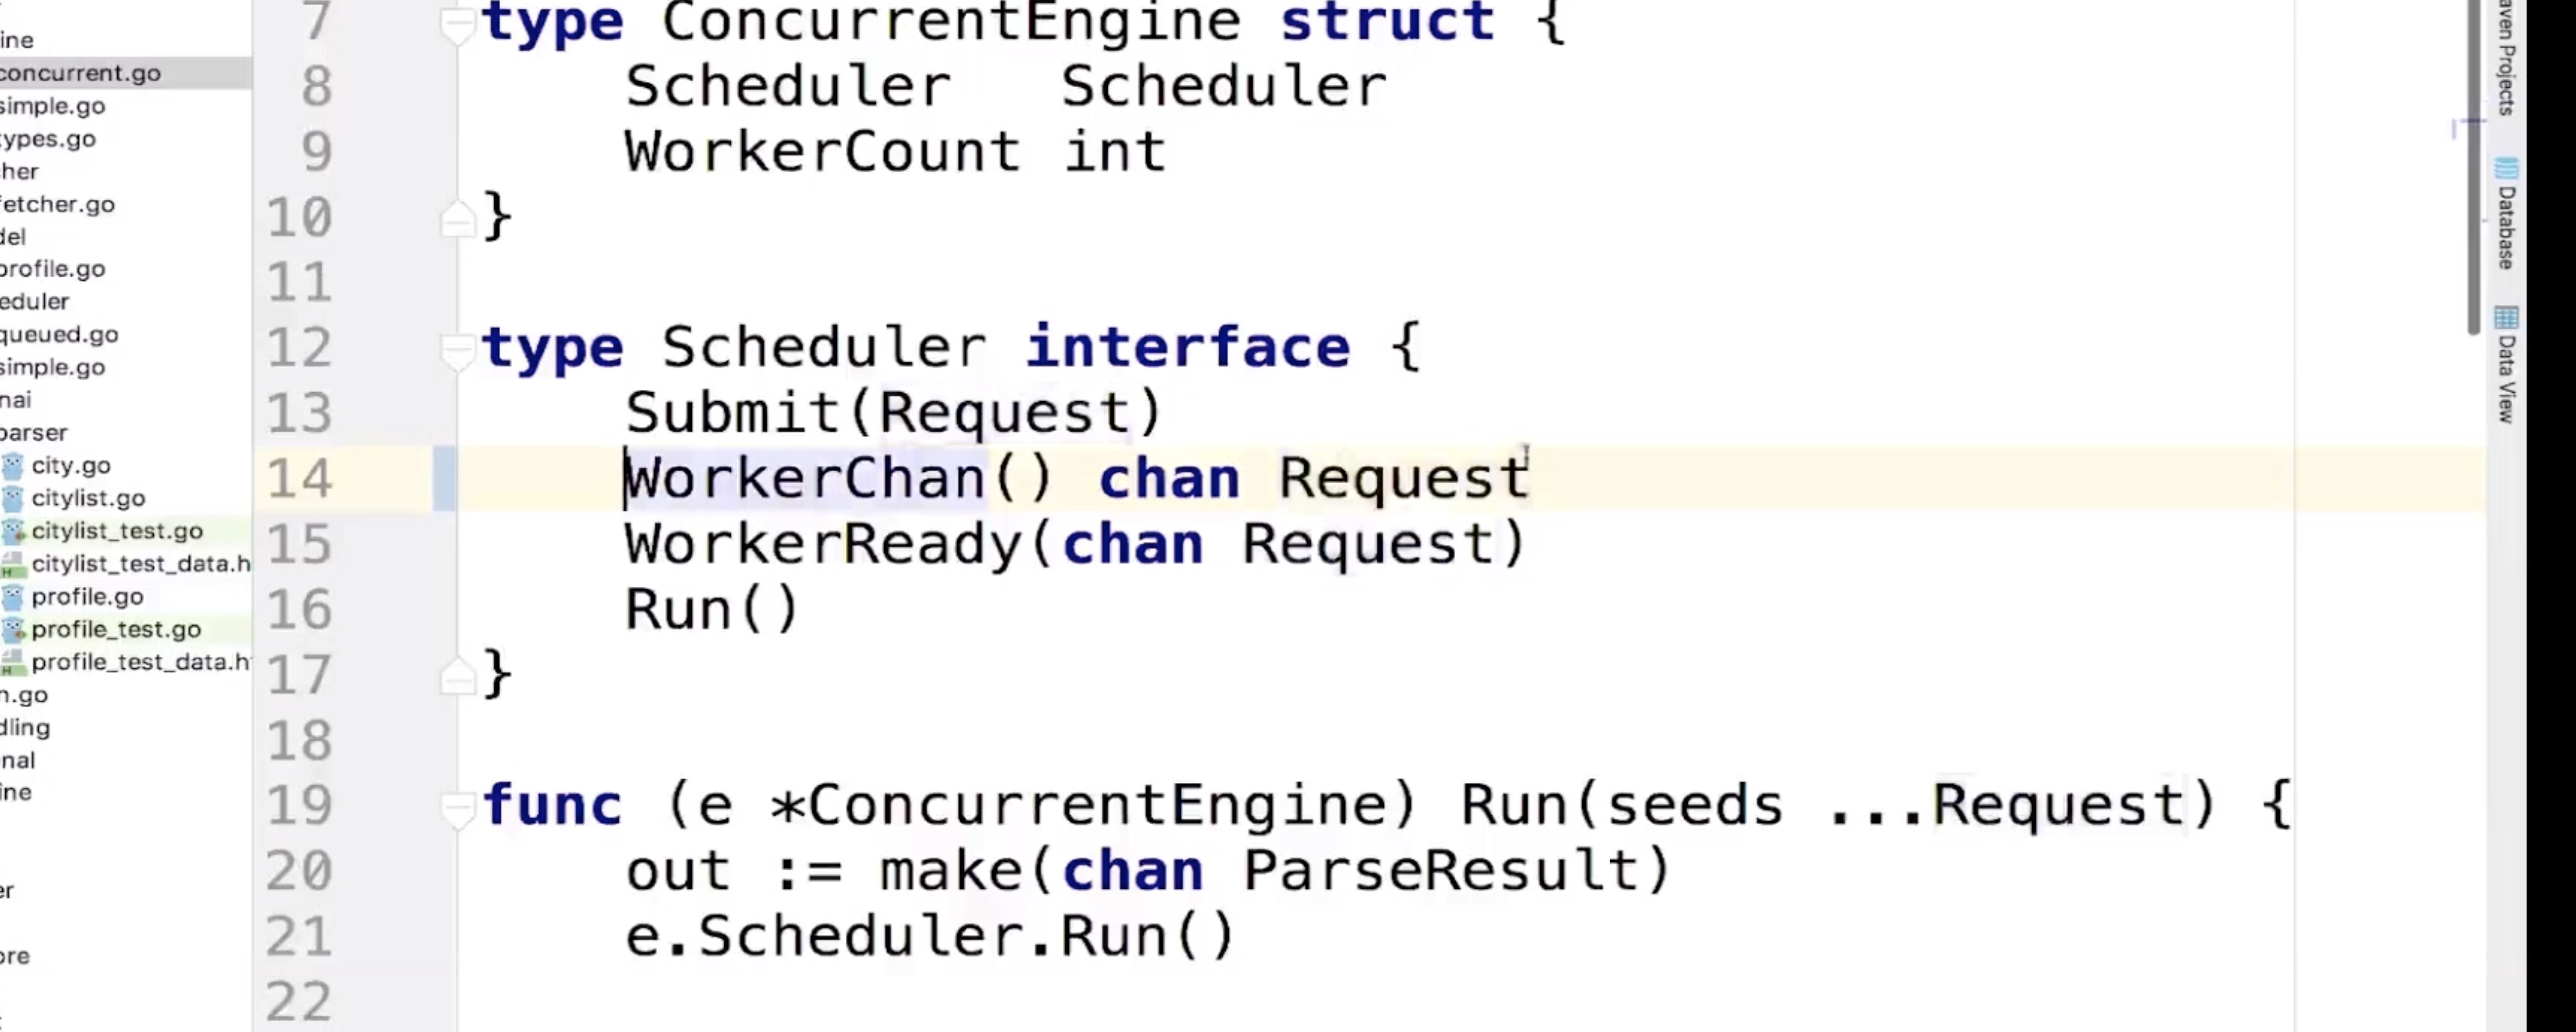 ine
concurrent.go
simple.go
types.go
cher
fetcher.go
del
profile.go
eduler
queued.go
simple.go
nai
parser
city.go
citylist.go
citylist_test.go
citylist_test_data.h
profile.go
profile_test.go
profile_test_data.h
n.go
dling
nal
ine
er
ore
7 type ConcurrentEngine struct {
8 Scheduler Scheduler
9 WorkerCount int
10 }
11
12 type Scheduler interface {
13 Submit(Request)
14 WorkerChan() chan Request
15 WorkerReady(chan Request)
16 Run()
17 }
18
19 func (e *ConcurrentEngine) Run(seeds ...Request) {
20 out := make(chan ParseResult)
21 e.Scheduler.Run()
22
aven Projects
Database
Data View